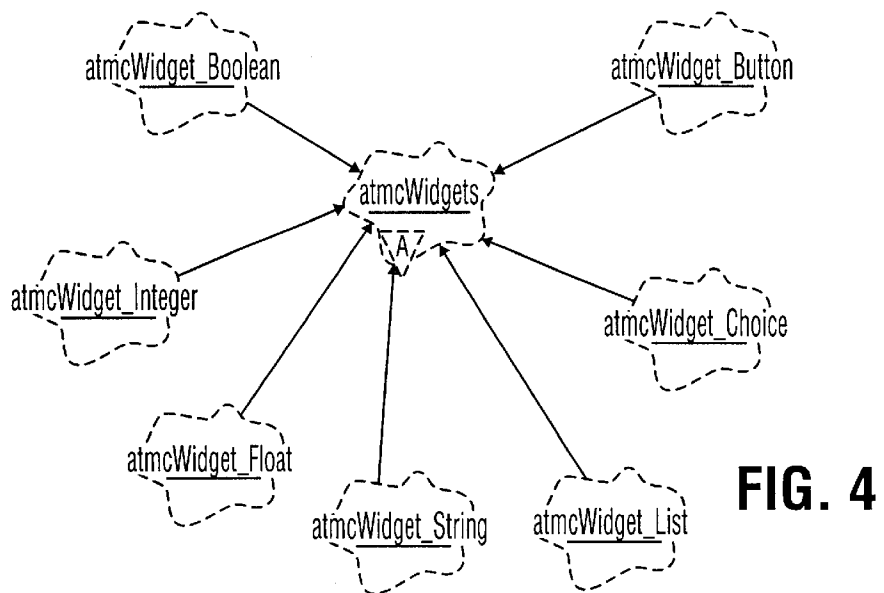 atmcWidget_Boolean
atmcWidget_Button
atmcWidgets
A
atmcWidget_Integer
atmcWidget_Choice
atmcWidget_Float
atmcWidget_String
atmcWidget_List
FIG. 4